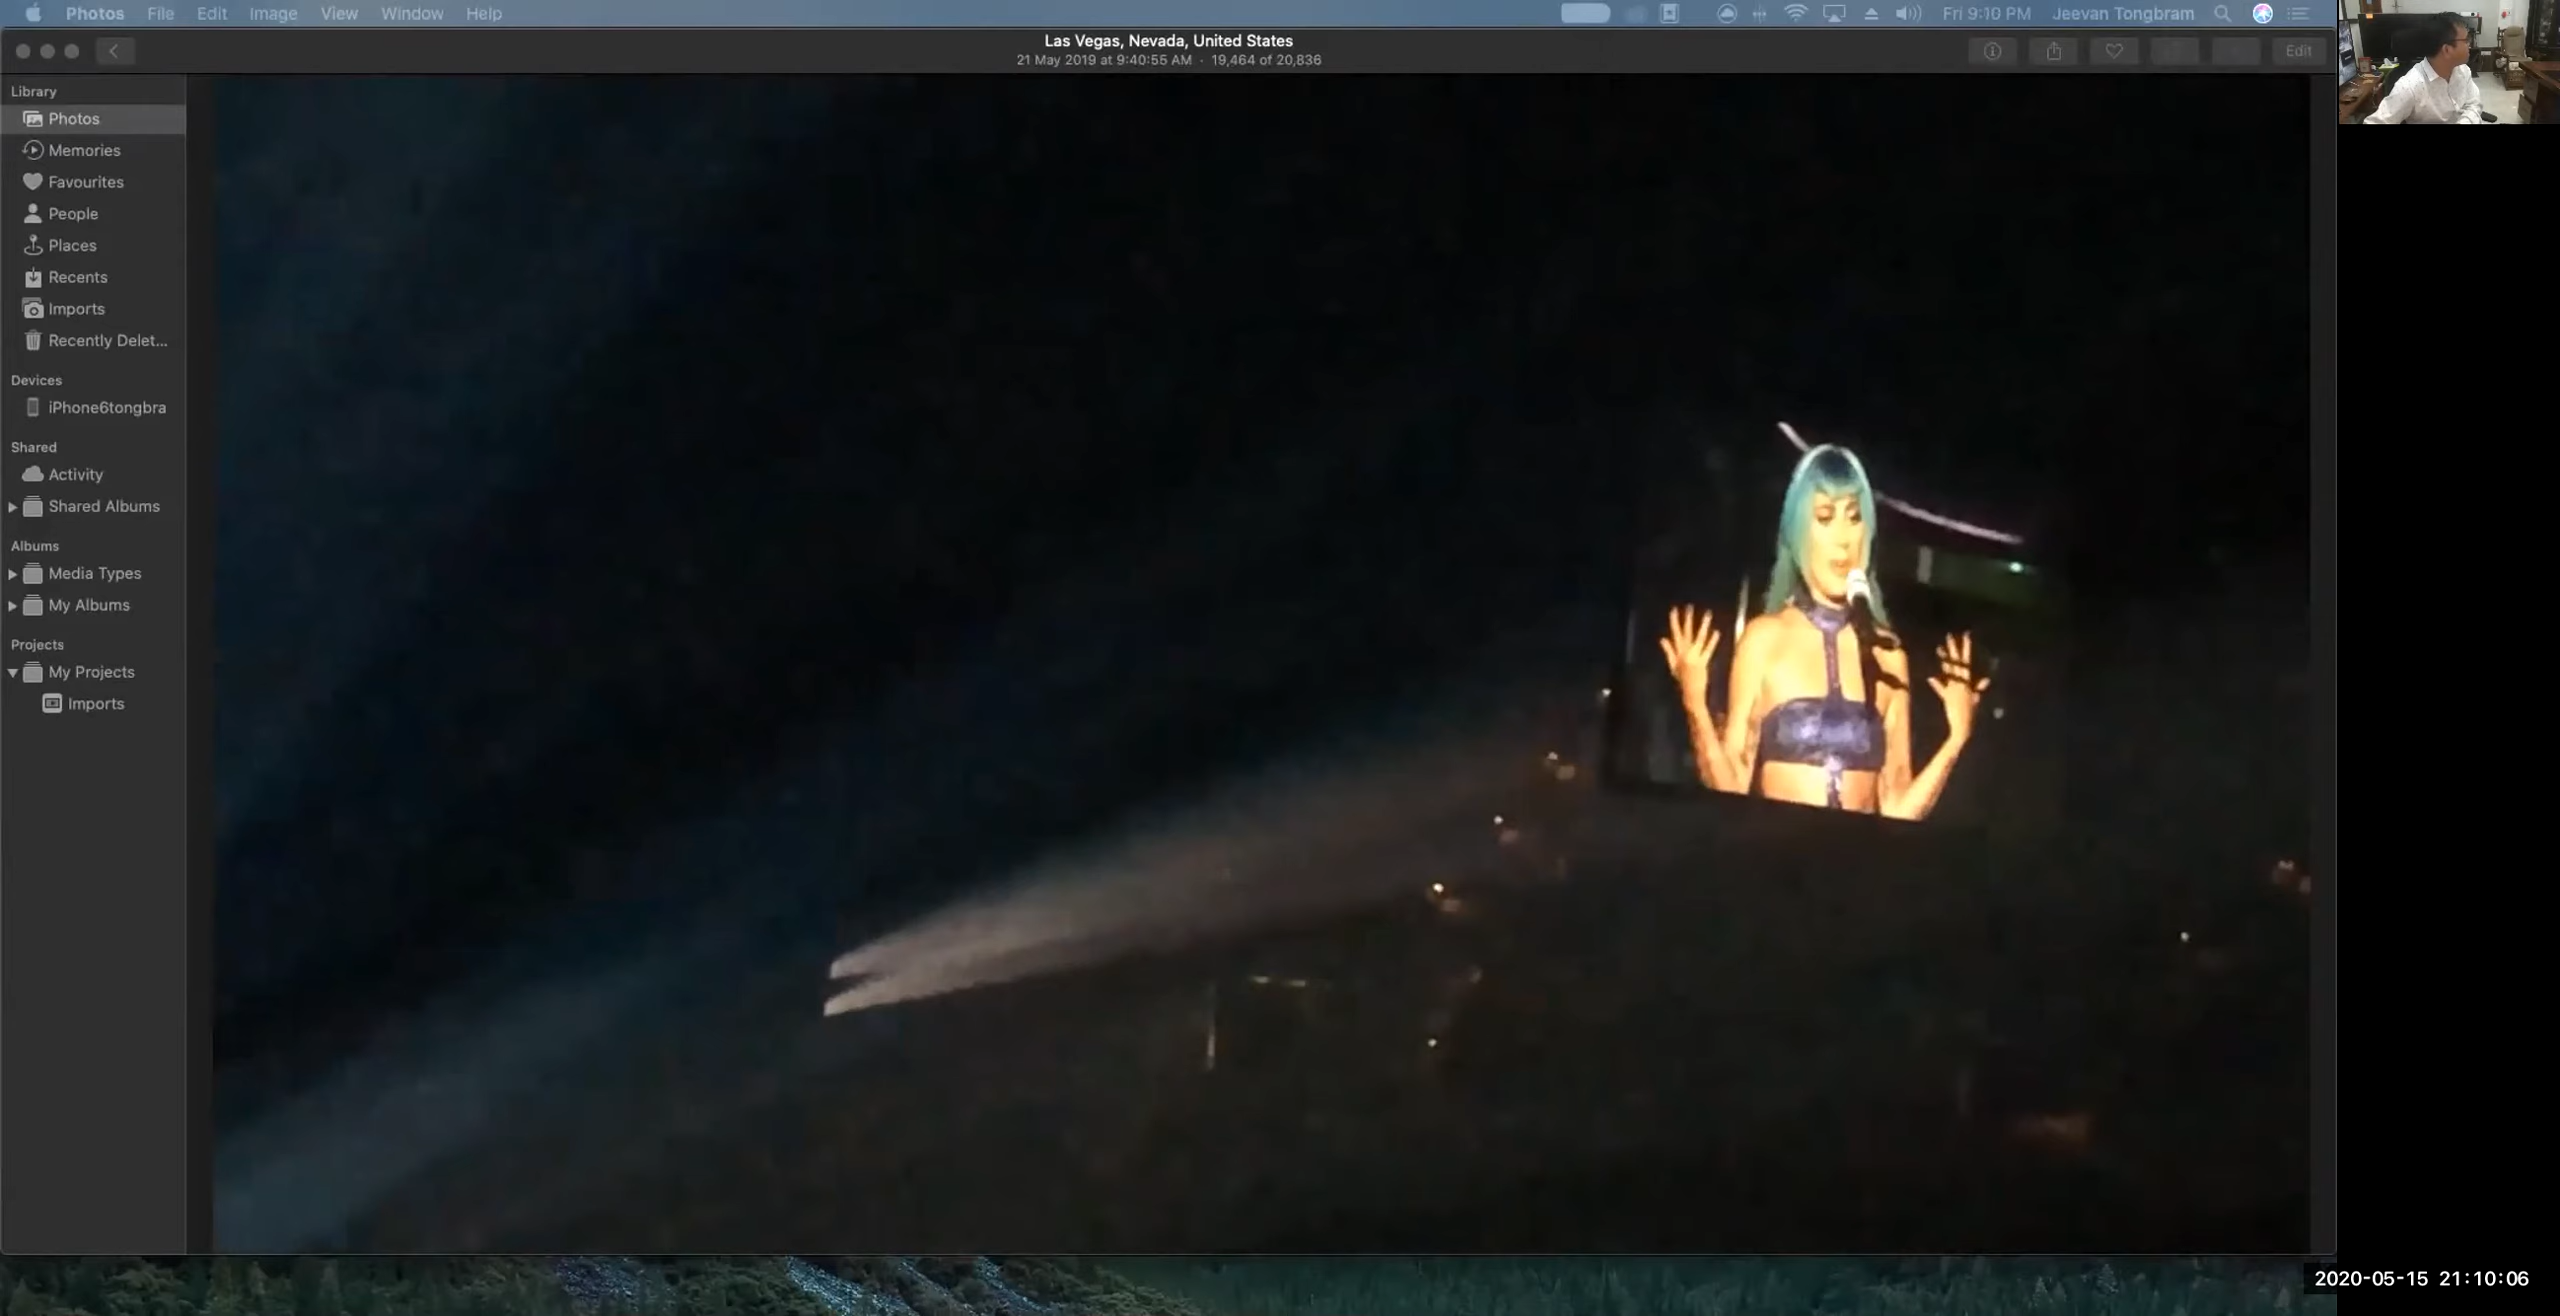 Photos File Edit Image View Window Help
Fri 9:10 PM Jeevan Tongbram
Las Vegas, Nevada, United States
21 May 2019 at 9:40:55 AM · 19,464 of 20,836
Edit
Library
Photos
Memories
Favourites
People
Places
Recents
Imports
Recently Delet...
Devices
iPhone6tongbra
Shared
Activity
Shared Albums
Albums
Media Types
My Albums
Projects
My Projects
Imports
2020-05-15 21:10:06